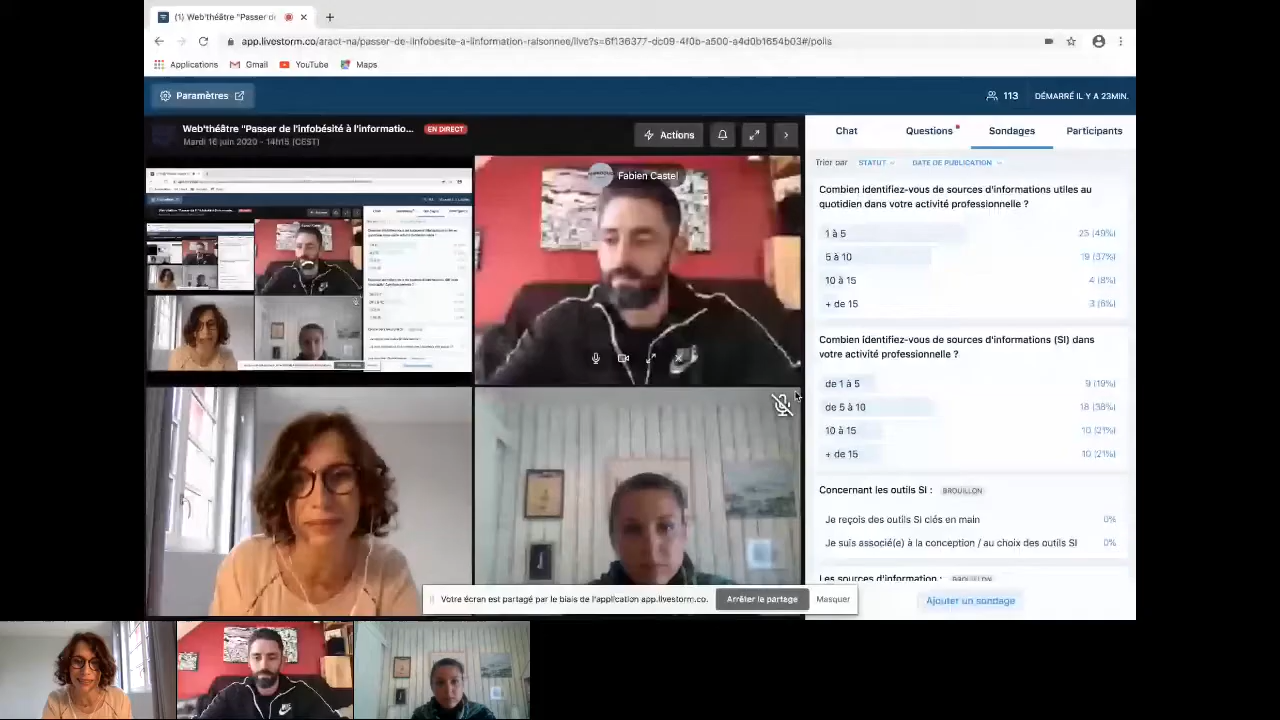 (1) Web'théâtre "Passer de
app.livestorm.co/aract-na/passer-de-linfobesite-a-linformation-raisonnee/live?s=6f136377-dc09-4f0b-a500-a4d0b1654b03#/polls
Applications Gmail YouTube Maps
Paramètres
113 DÉMARRÉ IL Y A 23MIN.
Web'théâtre "Passer de l'infobésité à l'informatio... EN DIRECT
Mardi 16 juin 2020 - 14h15 (CEST)
Actions
Chat Questions Sondages Participants
Trier par STATUT DATE DE PUBLICATION
Fabien Castel
Combien identifiez-vous de sources d'informations utiles au
quotidien dans votre activité professionnelle ?
23 (49%)
5 à 10 19 (37%)
10 à 15 4 (8%)
+ de 15 3 (6%)
Combien identifiez-vous de sources d'informations (SI) dans
activité professionnelle ?
de 1 à 5 9 (19%)
de 5 à 10 18 (38%)
10 à 15 10 (21%)
+ de 15 10 (21%)
Concernant les outils SI : BROUILLON
Je reçois des outils SI clés en main 0%
Je suis associé(e) à la conception / au choix des outils SI 0%
Les sources d'information : BROUILLON
Votre écran est partagé par le biais de l'application app.livestorm.co. Arrêter le partage Masquer
Ajouter un sondage